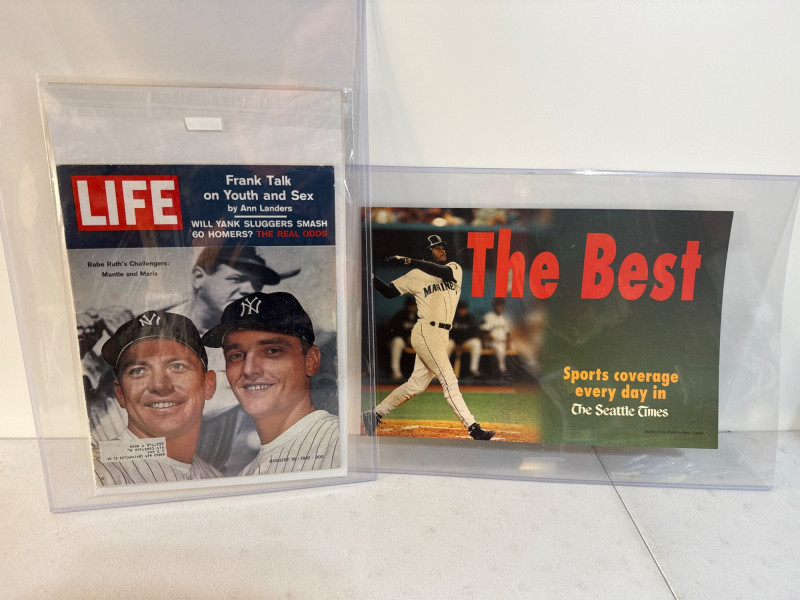 LIFE
Frank Talk
on Youth and Sex
by Ann Landers
WILL YANK SLUGGERS SMASH
60 HOMERS? THE REAL ODDS
Babe Ruth's Challengers:
Mantle and Maris
NY
NY
The Best
MARINERS
Sports coverage
every day in
The Seattle Times